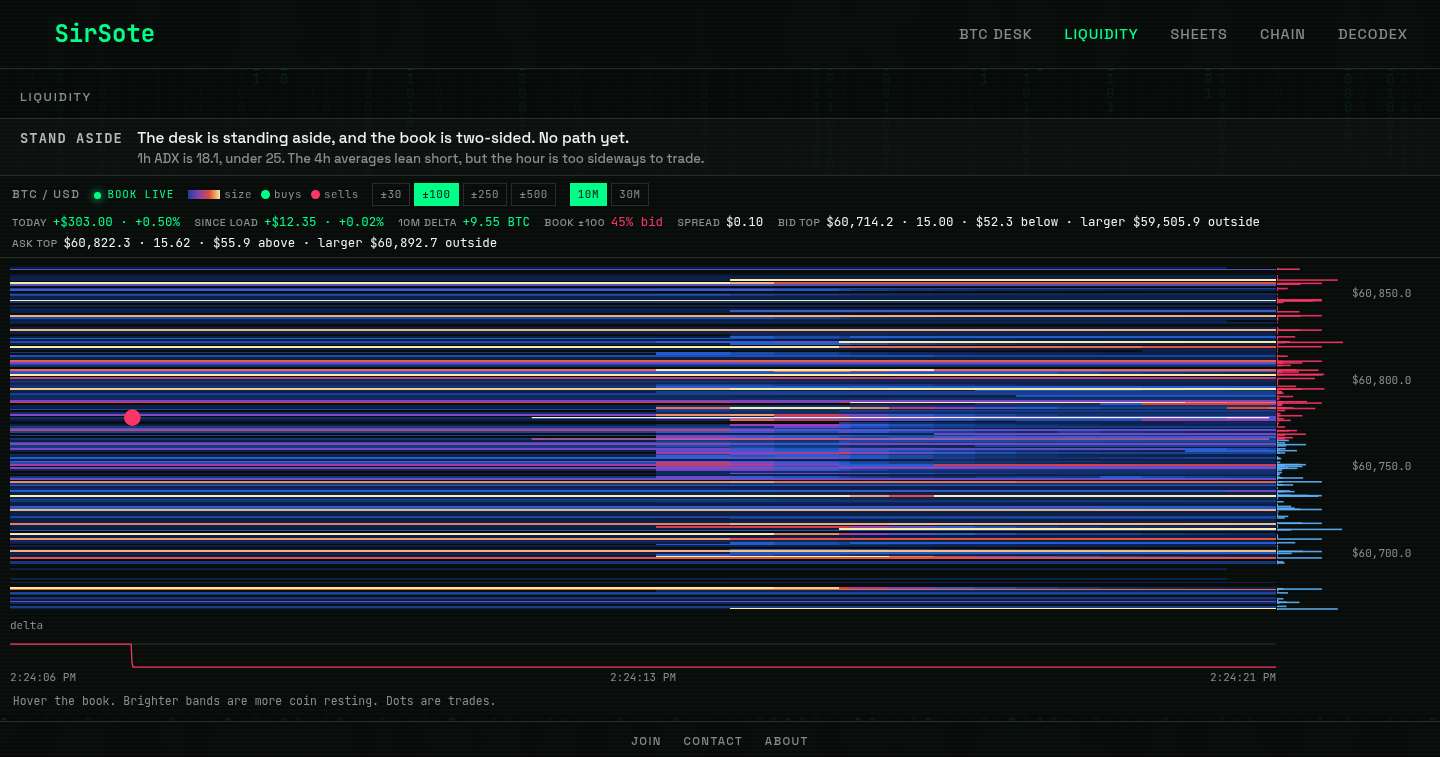 SirSote
BTC DESK LIQUIDITY SHEETS CHAIN DECODEX
LIQUIDITY
STAND ASIDE The desk is standing aside, and the book is two-sided. No path yet.
1h ADX is 18.1, under 25. The 4h averages lean short, but the hour is too sideways to trade.
BTC / USD BOOK LIVE size buys sells ±30 ±100 ±250 ±500 10M 30M
TODAY +$303.00 · +0.50% SINCE LOAD +$12.35 · +0.02% 10M DELTA +9.55 BTC BOOK ±100 45% bid SPREAD $0.10 BID TOP $60,714.2 · 15.00 · $52.3 below · larger $59,505.9 outside
ASK TOP $60,822.3 · 15.62 · $55.9 above · larger $60,892.7 outside
$60,850.0
$60,800.0
$60,750.0
$60,700.0
delta
2:24:06 PM 2:24:13 PM 2:24:21 PM
Hover the book. Brighter bands are more coin resting. Dots are trades.
JOIN CONTACT ABOUT